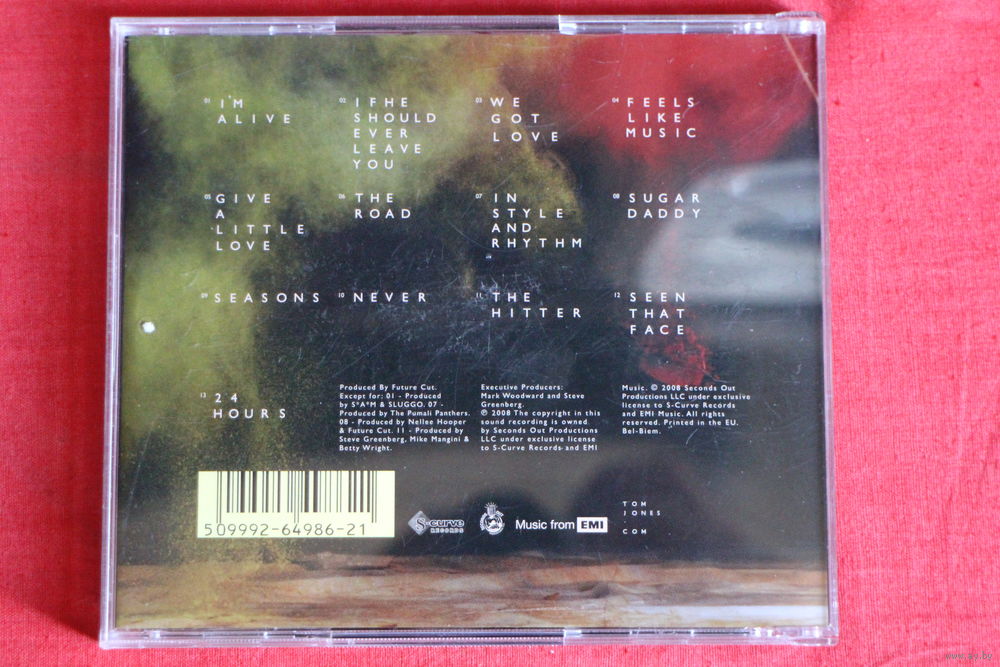 01 I'M
ALIVE
02 IF HE
SHOULD
EVER
LEAVE
YOU
03 WE
GOT
LOVE
04 FEELS
LIKE
MUSIC
05 GIVE
A
LITTLE
LOVE
06 THE
ROAD
07 IN
STYLE
AND
RHYTHM
08 SUGAR
DADDY
09 SEASONS
10 NEVER
11 THE
HITTER
12 SEEN
THAT
FACE
13 24
HOURS
Produced By Future Cut.
Except for: 01 - Produced
by S*A*M & SLUGGO. 07 -
Produced by The Pumali Panthers.
08 - Produced by Nellee Hooper
& Future Cut. 11 - Produced by
Steve Greenberg, Mike Mangini &
Betty Wright.
Executive Producers:
Mark Woodward and Steve
Greenberg.
℗ 2008 The copyright in this
sound recording is owned
by Seconds Out Productions
LLC under exclusive license
to S-Curve Records and EMI
Music. © 2008 Seconds Out
Productions LLC under exclusive
license to S-Curve Records
and EMI Music. All rights
reserved. Printed in the EU.
Bel-Biem.
509992-64986-21
S-curve
RECORDS
Music from EMI
TOM
JONES
.
COM
www.ay.by